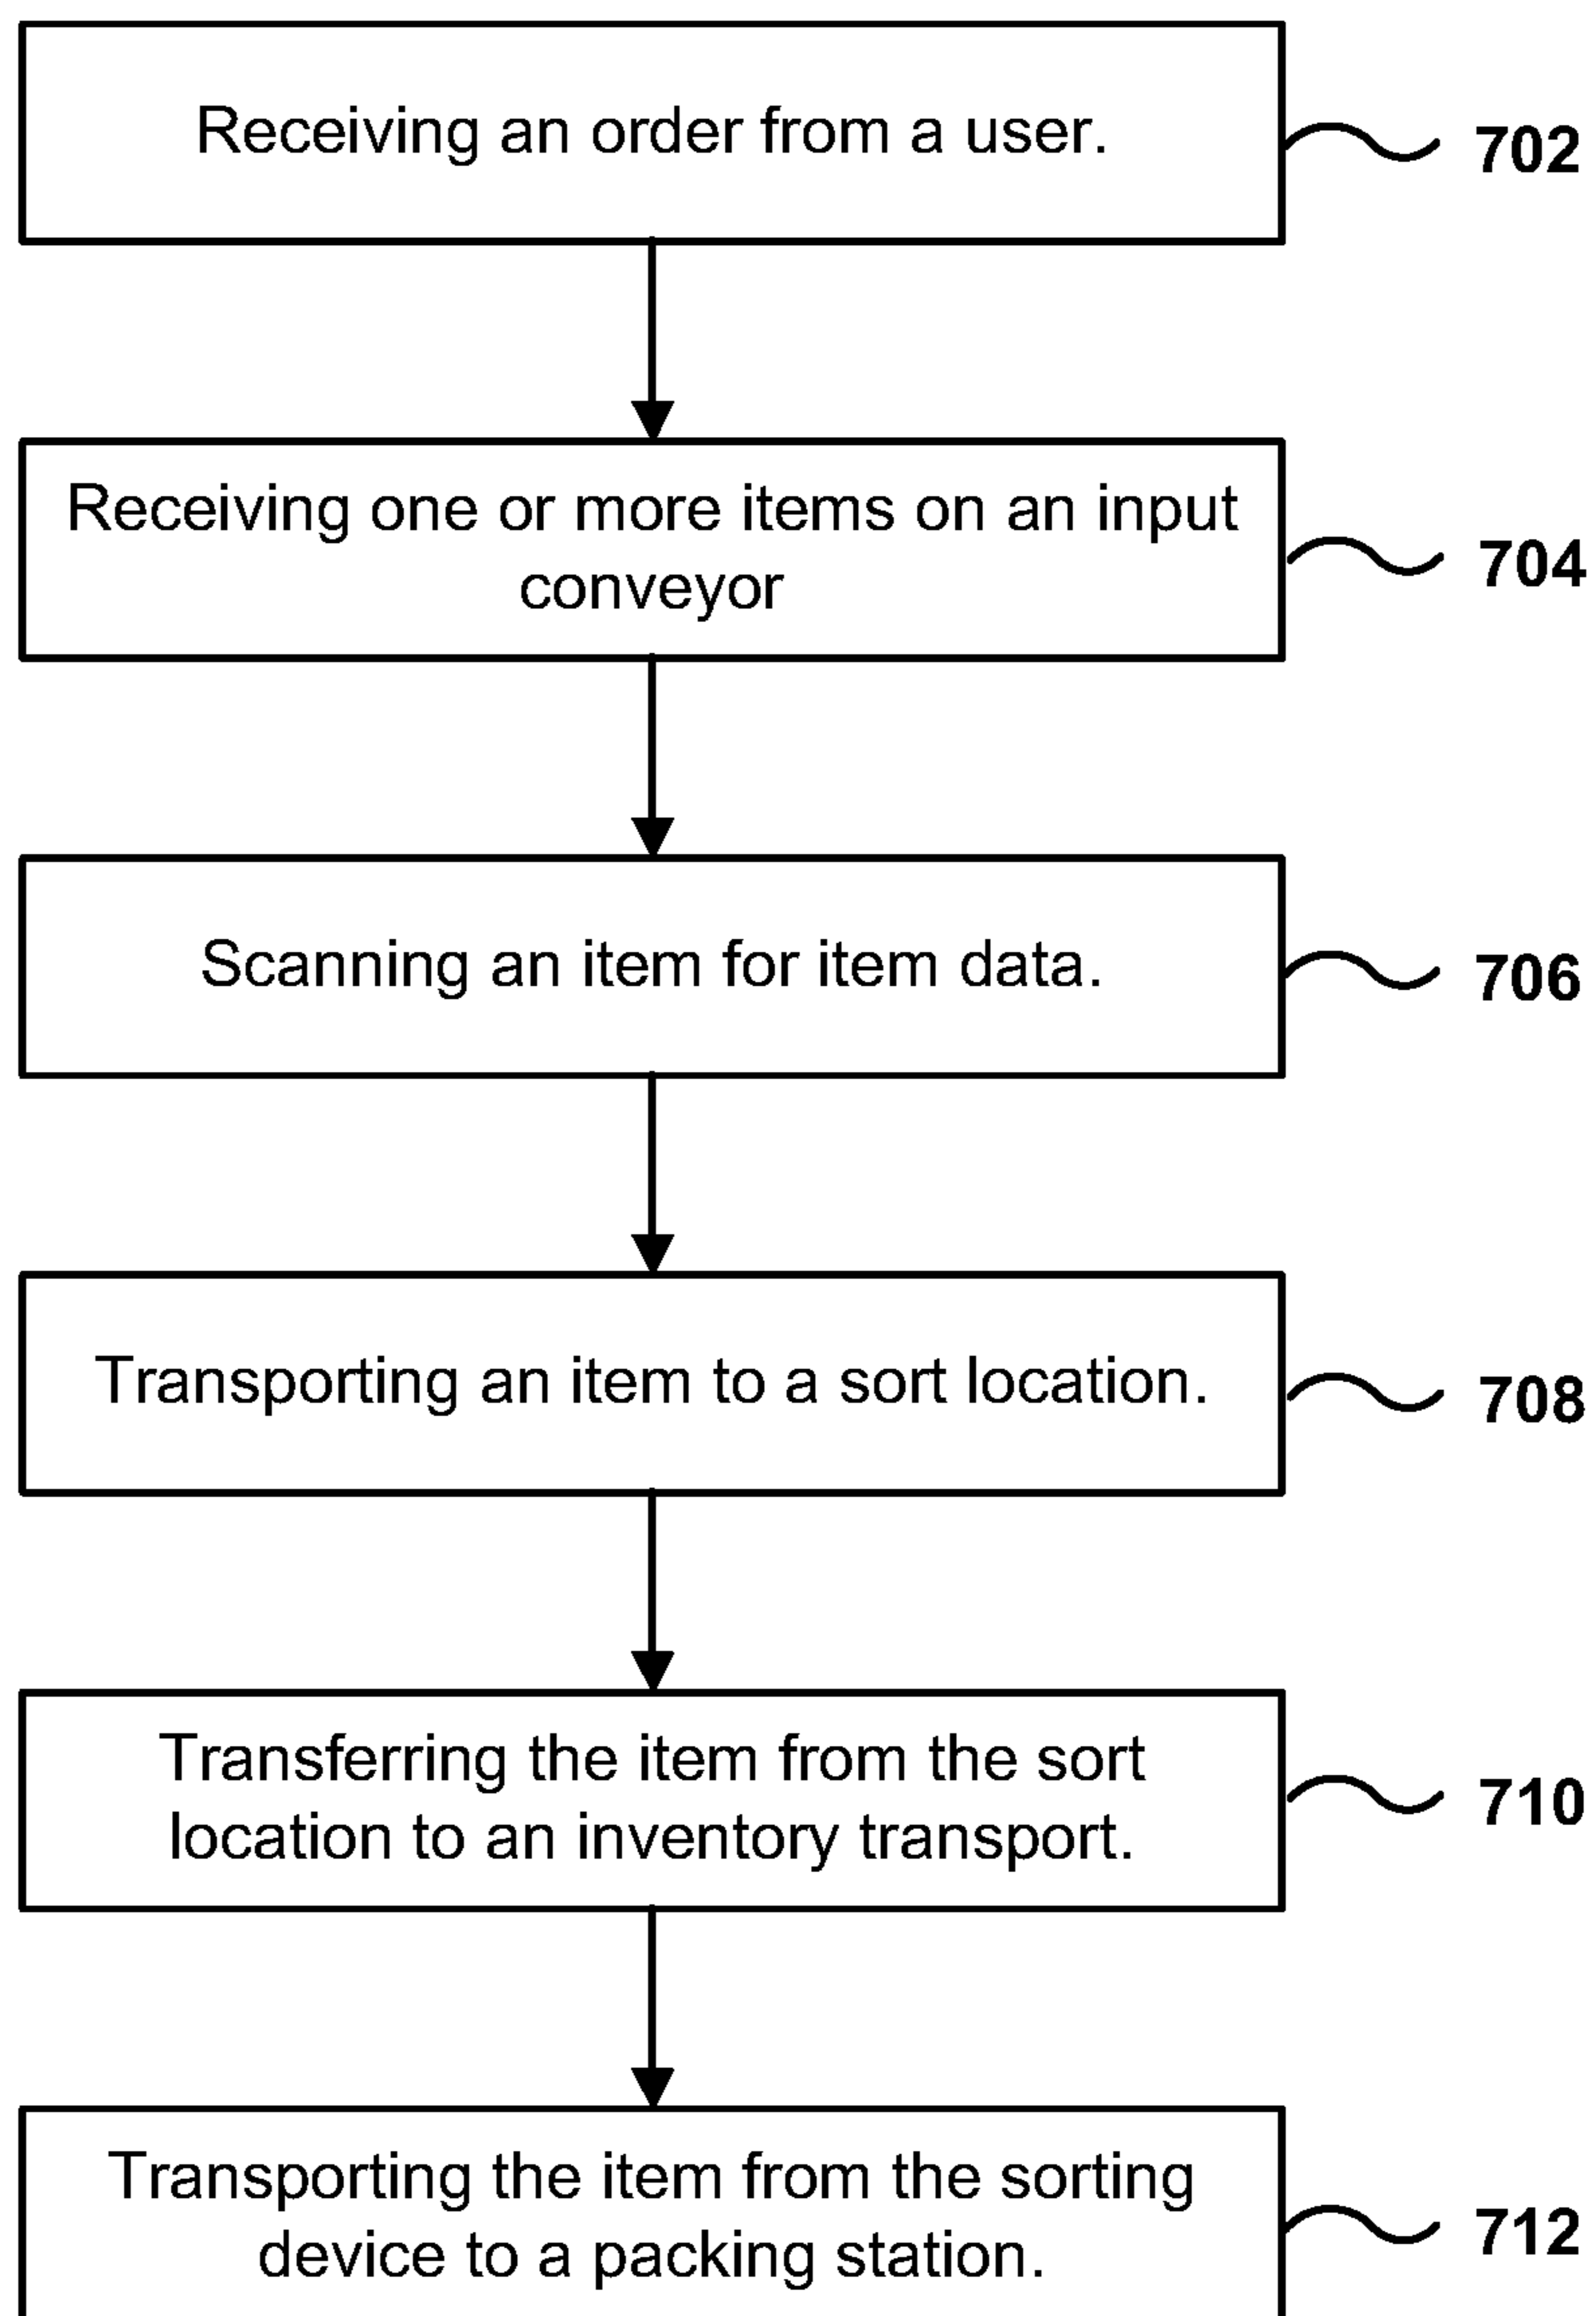 Receiving an order from a user.
702
Receiving one or more items on an input
conveyor
704
Scanning an item for item data.
706
Transporting an item to a sort location.
708
Transferring the item from the sort
location to an inventory transport.
710
Transporting the item from the sorting
device to a packing station.
712